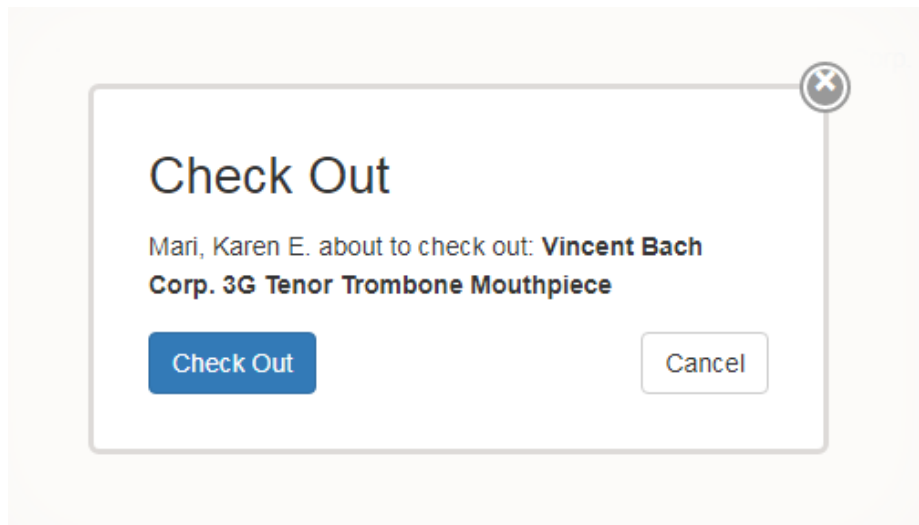 Check Out
Mari, Karen E. about to check out: Vincent Bach
Corp. 3G Tenor Trombone Mouthpiece
Check Out
Cancel